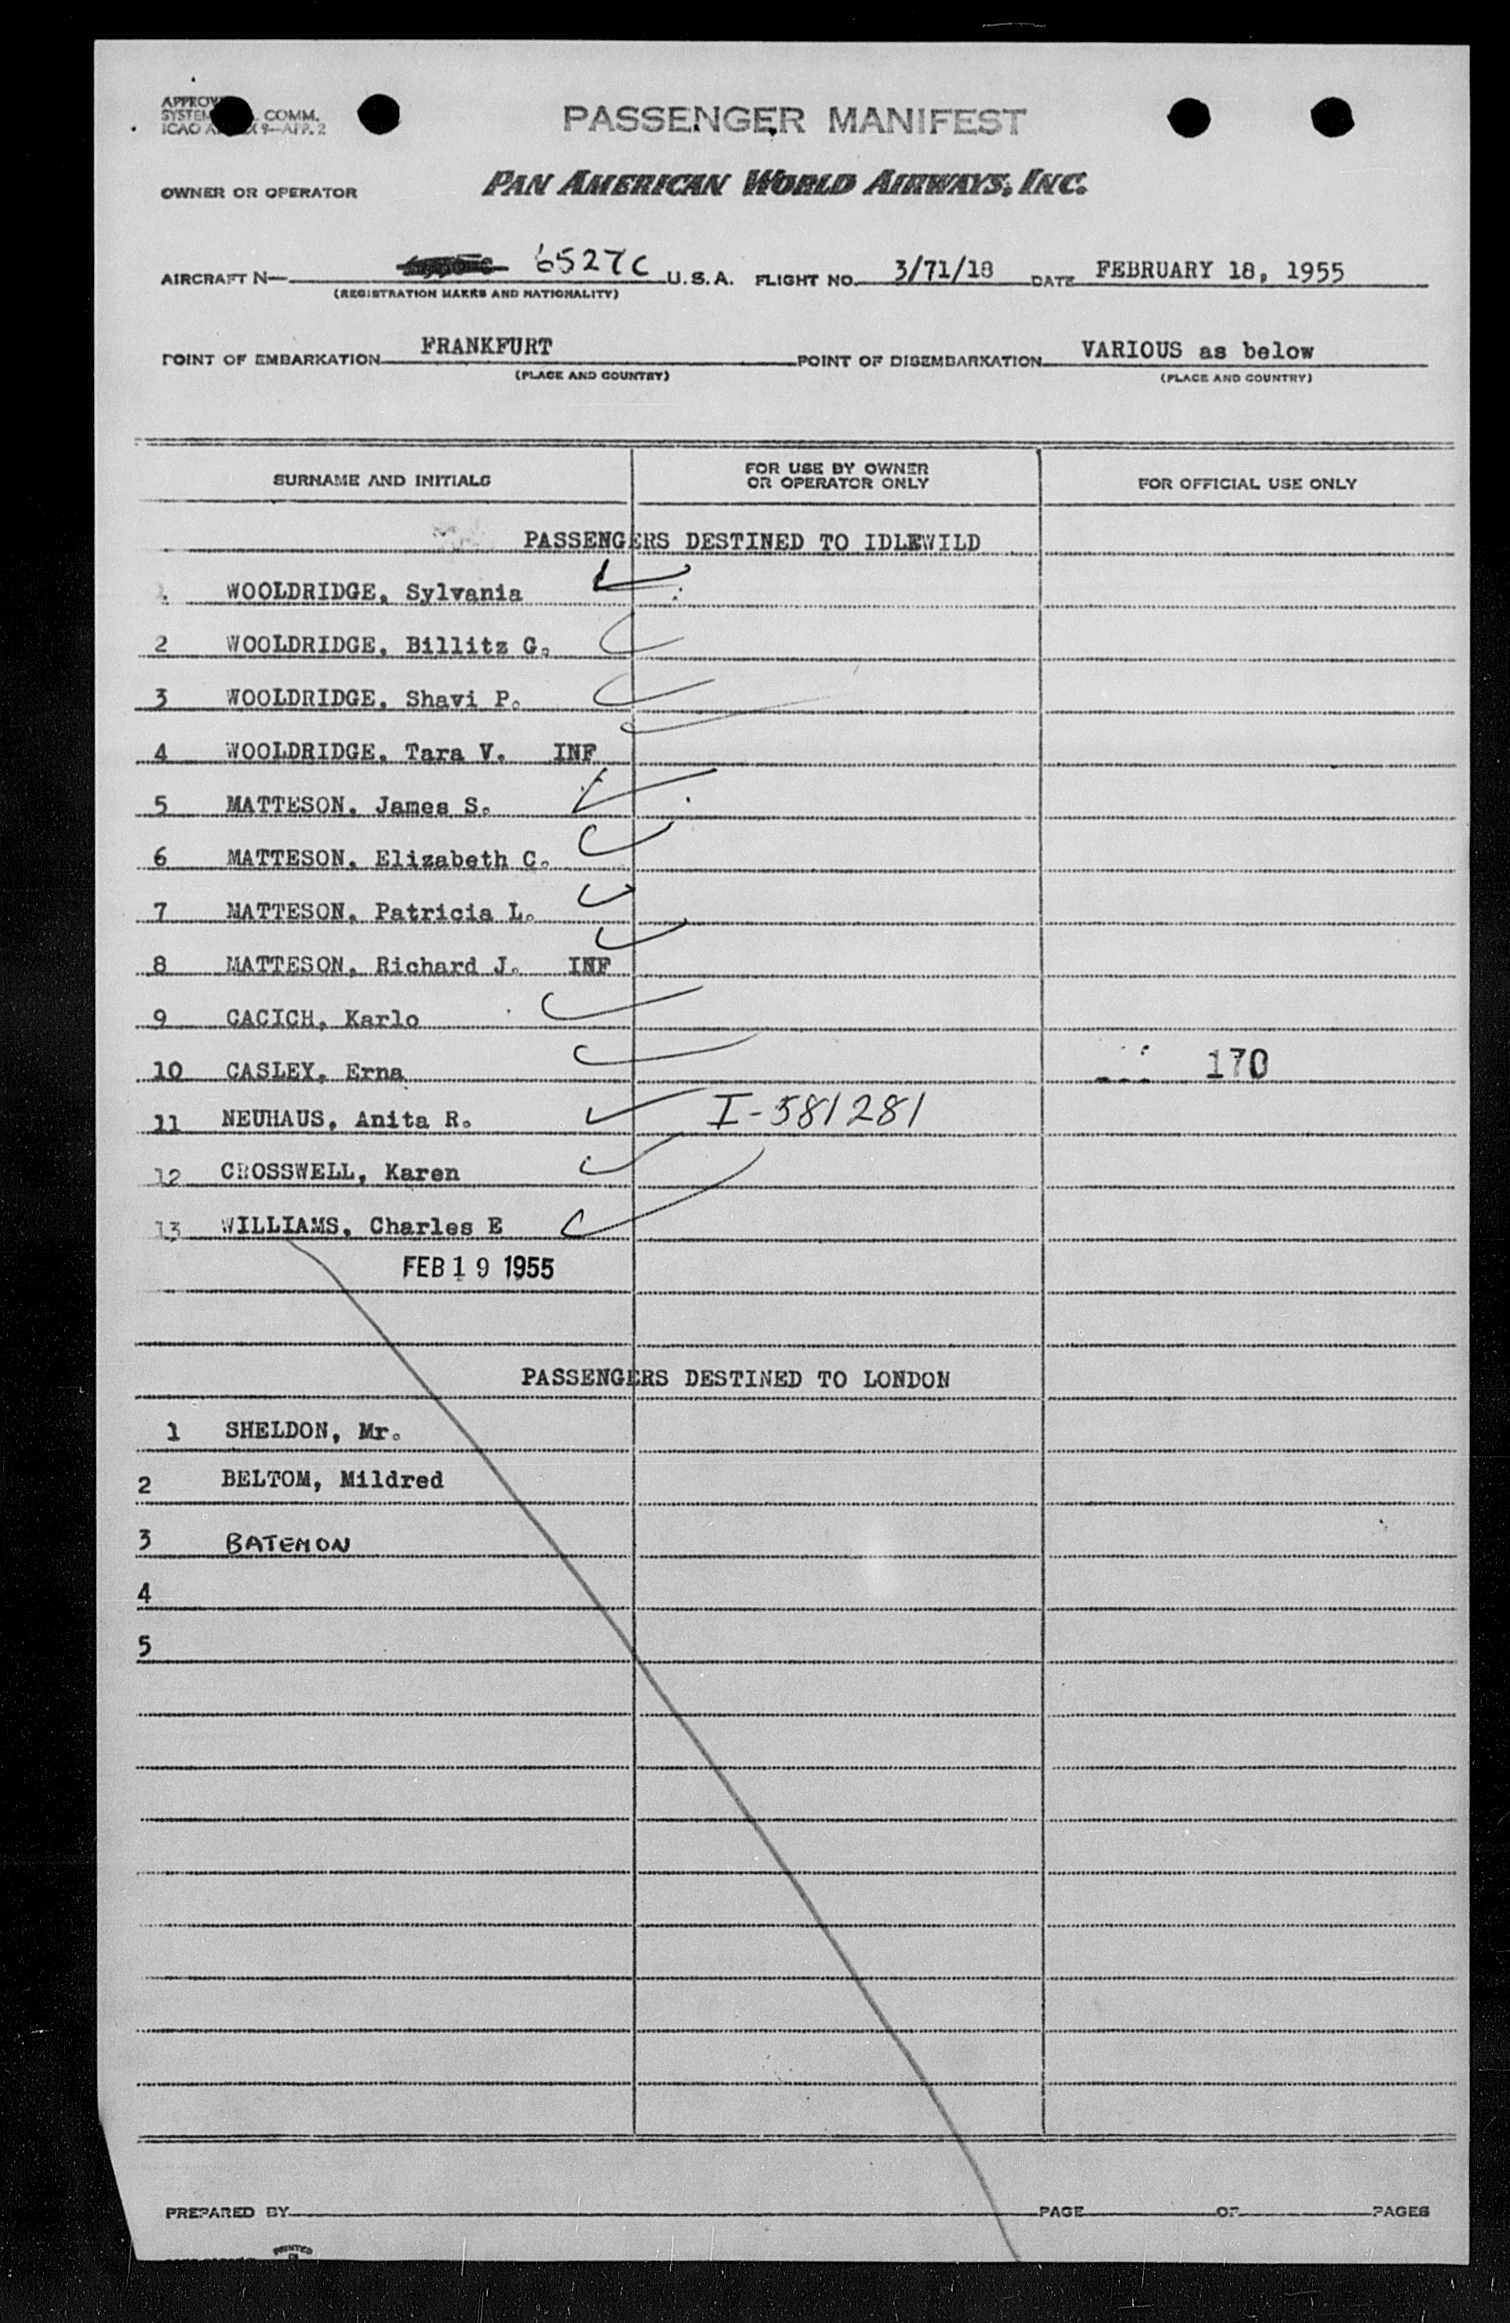 PASSENGER MANIFEST
COMM.
ICAO 9—APP. 2
OWNER OR OPERATOR PAN AMERICAN WORLD AIRWAYS, INC.
AIRCRAFT N— 6527C U.S.A. FLIGHT NO. 3/71/18 DATE FEBRUARY 18, 1955
(REGISTRATION MARKS AND NATIONALITY)
POINT OF EMBARKATION FRANKFURT POINT OF DISEMBARKATION VARIOUS as below
(PLACE AND COUNTRY) (PLACE AND COUNTRY)
SURNAME AND INITIALS FOR USE BY OWNER OR OPERATOR ONLY FOR OFFICIAL USE ONLY
PASSENGERS DESTINED TO IDLEWILD
WOOLDRIDGE, Sylvania
2 WOOLDRIDGE, Billitz G.
3 WOOLDRIDGE, Shavi P.
4 WOOLDRIDGE, Tara V. INF
5 MATTESON, James S.
6 MATTESON, Elizabeth C.
7 MATTESON, Patricia L.
8 MATTESON, Richard J. INF
9 CACICH, Karlo
10 CASLEY, Erna 170
11 NEUHAUS, Anita R. I-581281
12 CROSSWELL, Karen
13 WILLIAMS, Charles E
FEB 19 1955
PASSENGERS DESTINED TO LONDON
1 SHELDON, Mr.
2 BELTOM, Mildred
3 BATEMON
4
5
PREPARED BY PAGE OF PAGES
PRINTED